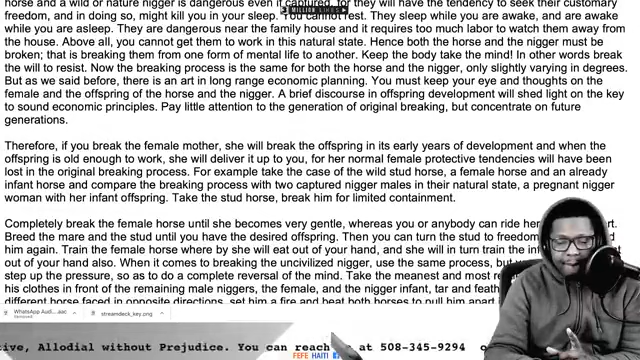 horse and a wild or nature nigger is dangerous even if captured, for they will have the tendency to seek their customary
freedom, and in doing so, might kill you in your sleep. You rest. They sleep while you are awake, and are awake
while you are asleep. They are dangerous near the family house and it requires too much labor to watch them away from
the house. Above all, you cannot get them to work in this natural state. Hence both the horse and the nigger must be
broken; that is breaking them from one form of mental life to another. Keep the body take the mind! In other words break
the will to resist. Now the breaking process is the same for both the horse and the nigger, only slightly varying in degrees.
But as we said before, there is an art in long range economic planning. You must keep your eye and thoughts on the
female and the offspring of the horse and the nigger. A brief discourse in offspring development will shed light on the key
to sound economic principles. Pay little attention to the generation of original breaking, but concentrate on future
generations.
Therefore, if you break the female mother, she will break the offspring in its early years of development and when the
offspring is old enough to work, she will deliver it up to you, for her normal female protective tendencies will have been
lost in the original breaking process. For example take the case of the wild stud horse, a female horse and an already
infant horse and compare the breaking process with two captured nigger males in their natural state, a pregnant nigger
woman with her infant offspring. Take the stud horse, break him for limited containment.
Completely break the female horse until she becomes very gentle, whereas you or anybody can ride her
Breed the mare and the stud until you have the desired offspring. Then you can turn the stud to freedom
him again. Train the female horse where by she will eat out of your hand, and she will in turn train the
out of your hand also. When it comes to breaking the uncivilized nigger, use the same process, but
step up the pressure, so as to do a complete reversal of the mind. Take the meanest and most
his clothes in front of the remaining male niggers, the female, and the nigger infant, tar and
different horse faced in opposite directions, set him a fire and beat both horses to pull him apart
WhatsApp Aud....aac
streamdeck_key.png
Allodial without Prejudice. You can at 508-345-9294
FEFE HAITI